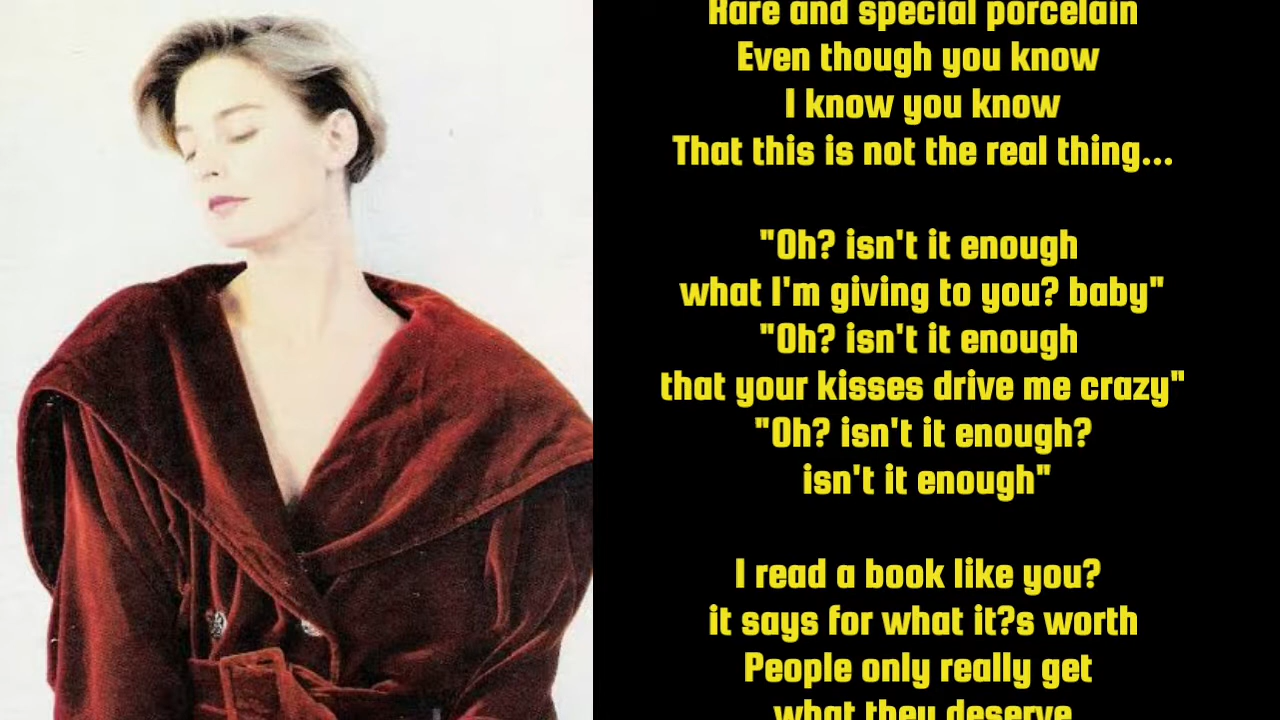 Rare and special porcelain
Even though you know
I know you know
That this is not the real thing...
"Oh? isn't it enough
what I'm giving to you? baby"
"Oh? isn't it enough
that your kisses drive me crazy"
"Oh? isn't it enough?
isn't it enough"
I read a book like you?
it says for what it?s worth
People only really get
what they deserve